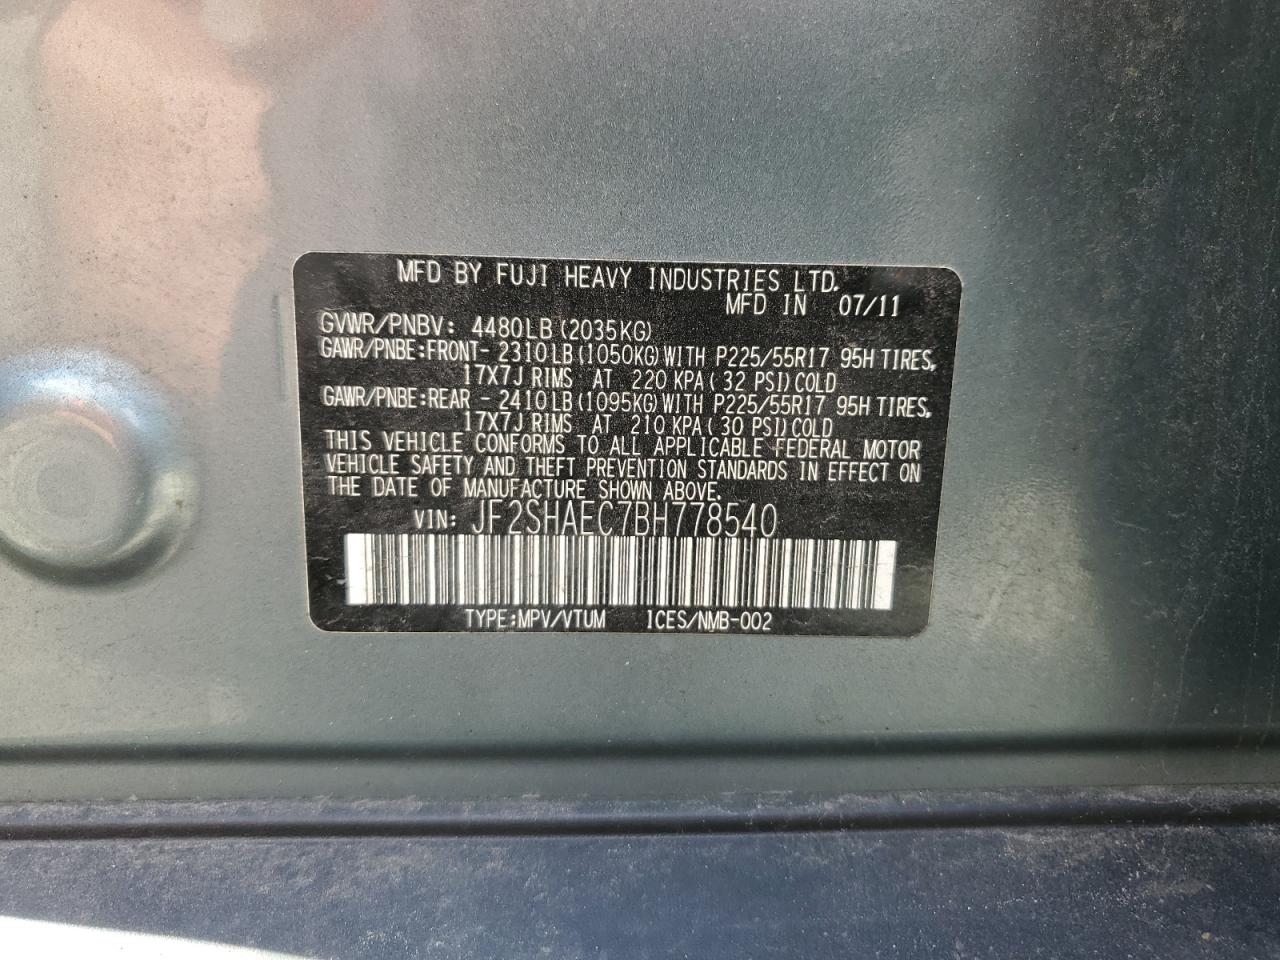 MFD BY FUJI HEAVY INDUSTRIES LTD.
MFD IN 07/11
GVWR/PNBV: 4480LB(2035KG)
GAWR/PNBE:FRONT- 2310LB(1050KG)WITH P225/55R17 95H TIRES,
17X7J RIMS AT 220 KPA( 32 PSI)COLD
GAWR/PNBE:REAR - 2410LB(1095KG)WITH P225/55R17 95H TIRES,
17X7J RIMS AT 210 KPA( 30 PSI)COLD
THIS VEHICLE CONFORMS TO ALL APPLICABLE FEDERAL MOTOR
VEHICLE SAFETY AND THEFT PREVENTION STANDARDS IN EFFECT ON
THE DATE OF MANUFACTURE SHOWN ABOVE.
VIN: JF2SHAEC7BH778540
TYPE:MPV/VTUM ICES/NMB-002